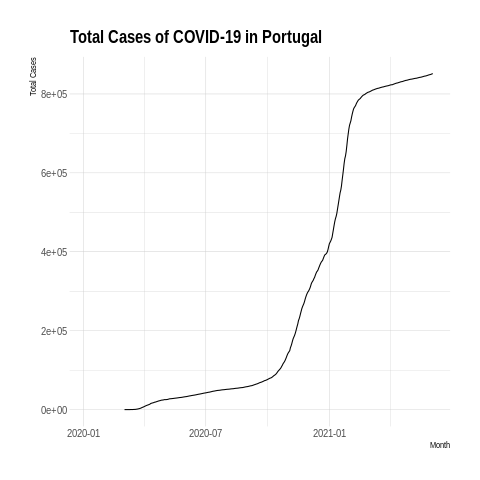 Total Cases of COVID-19 in Portugal
Total Cases
8e+05
6e+05
4e+05
2e+05
0e+00
2020-01
2020-07
2021-01
Month